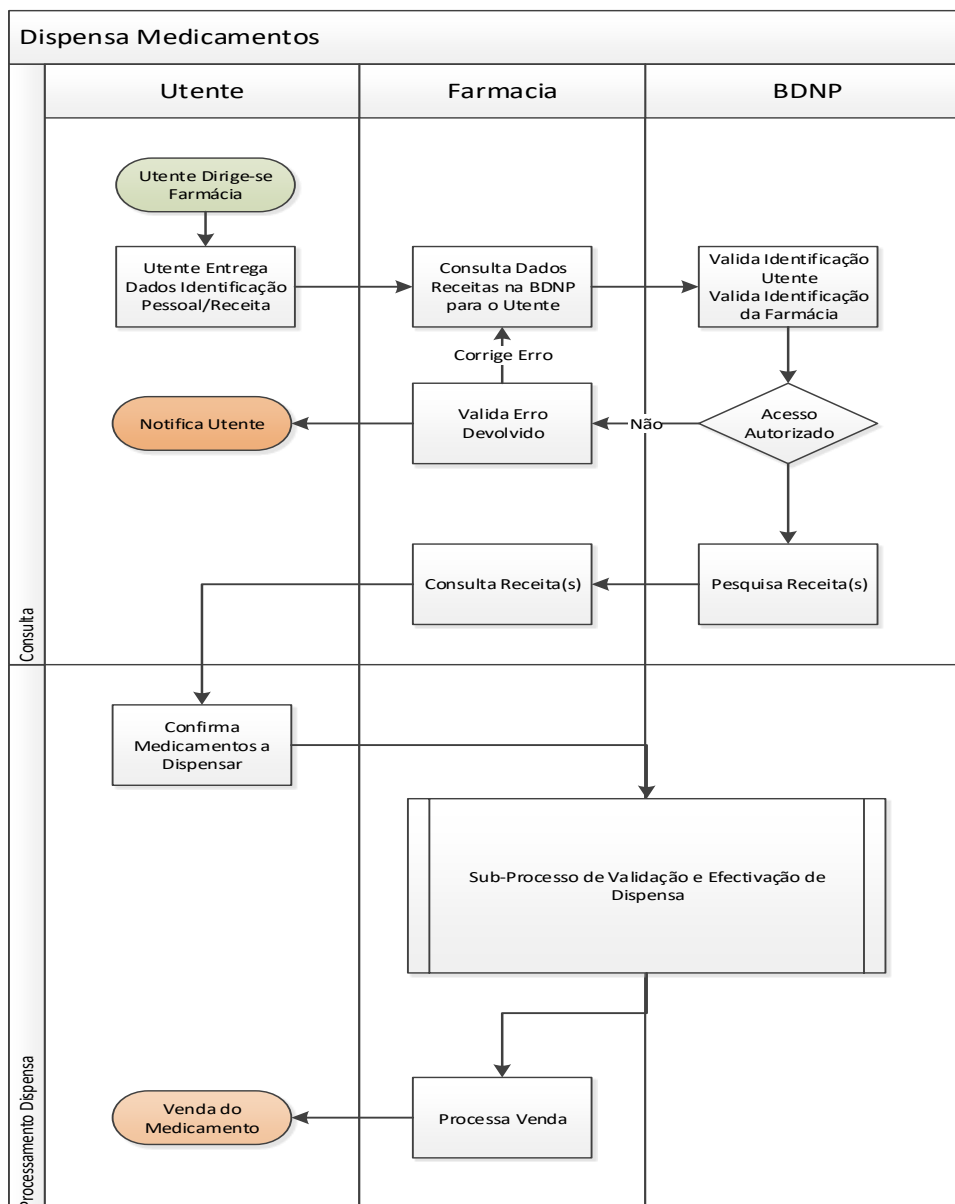 Dispensa Medicamentos
Utente
Farmacia
BDNP
Utente Dirige-se
Farmácia
Utente Entrega
Dados Identificação
Pessoal/Receita
Consulta Dados
Receitas na BDNP
para o Utente
Valida Identificação
Utente
Valida Identificação
da Farmácia
Corrige Erro
Notifica Utente
Valida Erro
Devolvido
Não
Acesso
Autorizado
Consulta Receita(s)
Pesquisa Receita(s)
Consulta
Confirma
Medicamentos a
Dispensar
Sub-Processo de Validação e Efectivação de
Dispensa
Processamento Dispensa
Venda do
Medicamento
Processa Venda